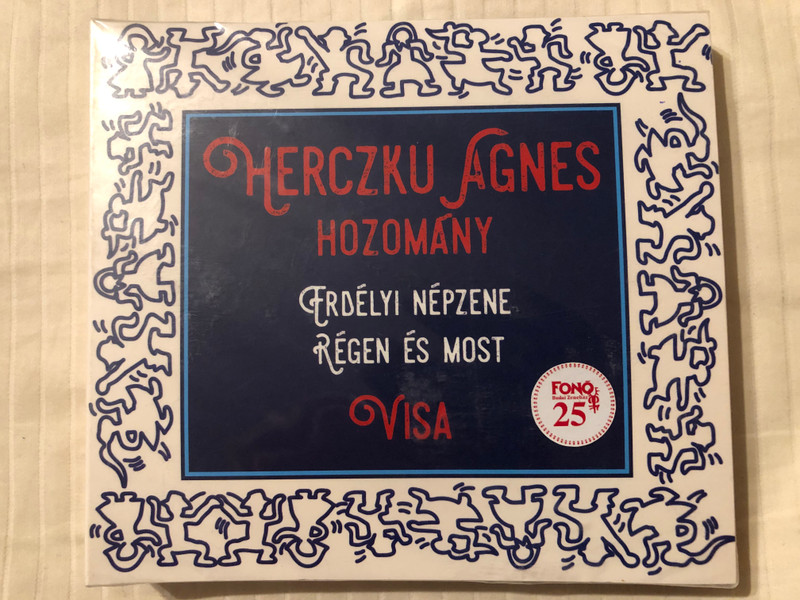 HERCZKU ÁGNES
HOZOMÁNY
ERDÉLYI NÉPZENE
RÉGEN ÉS MOST
VISA
FONÓ
Budai Zeneház
25